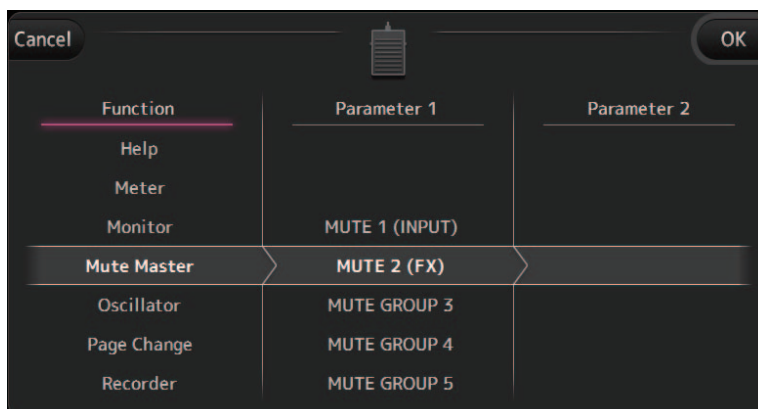 Cancel
OK
Function Parameter 1 Parameter 2
Help
Meter
Monitor MUTE 1 (INPUT)
Mute Master MUTE 2 (FX)
Oscillator MUTE GROUP 3
Page Change MUTE GROUP 4
Recorder MUTE GROUP 5